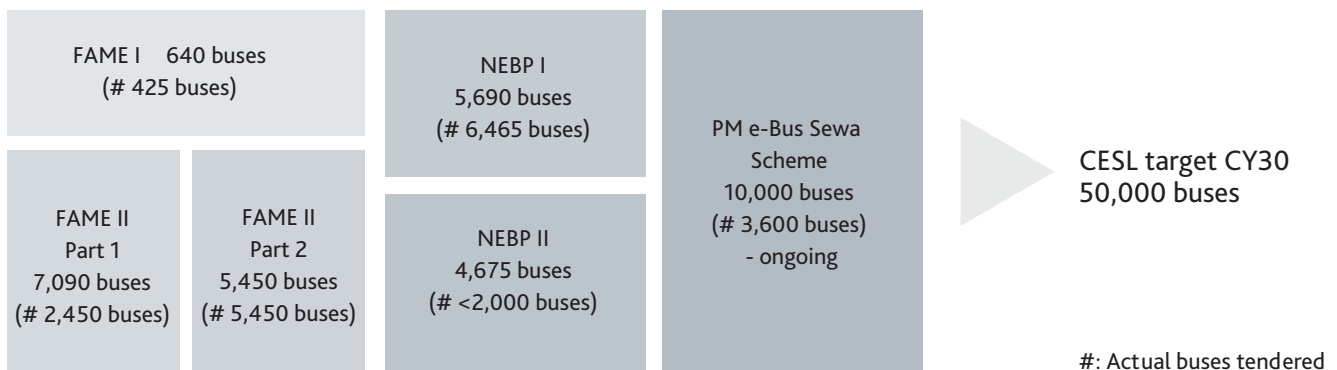 FAME I 640 buses
(# 425 buses)
FAME II
Part 1
7,090 buses
(# 2,450 buses)
FAME II
Part 2
5,450 buses
(# 5,450 buses)
NEBP I
5,690 buses
(# 6,465 buses)
NEBP II
4,675 buses
(# <2,000 buses)
PM e-Bus Sewa
Scheme
10,000 buses
(# 3,600 buses)
- ongoing
CESL target CY30
50,000 buses
#: Actual buses tendered